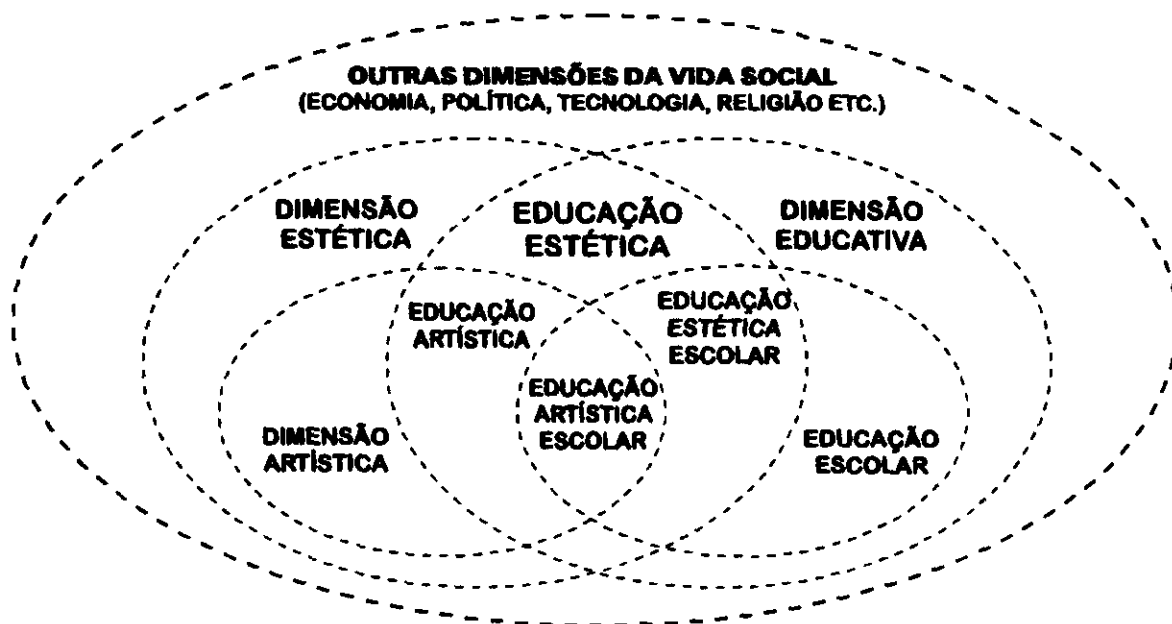 OUTRAS DIMENSÕES DA VIDA SOCIAL
(ECONOMIA, POLÍTICA, TECNOLOGIA, RELIGIÃO ETC.)
DIMENSÃO
ESTÉTICA
EDUCAÇÃO
ESTÉTICA
DIMENSÃO
EDUCATIVA
EDUCAÇÃO
ARTÍSTICA
EDUCAÇÃO
ESTÉTICA
ESCOLAR
EDUCAÇÃO
ARTÍSTICA
ESCOLAR
DIMENSÃO
ARTÍSTICA
EDUCAÇÃO
ESCOLAR